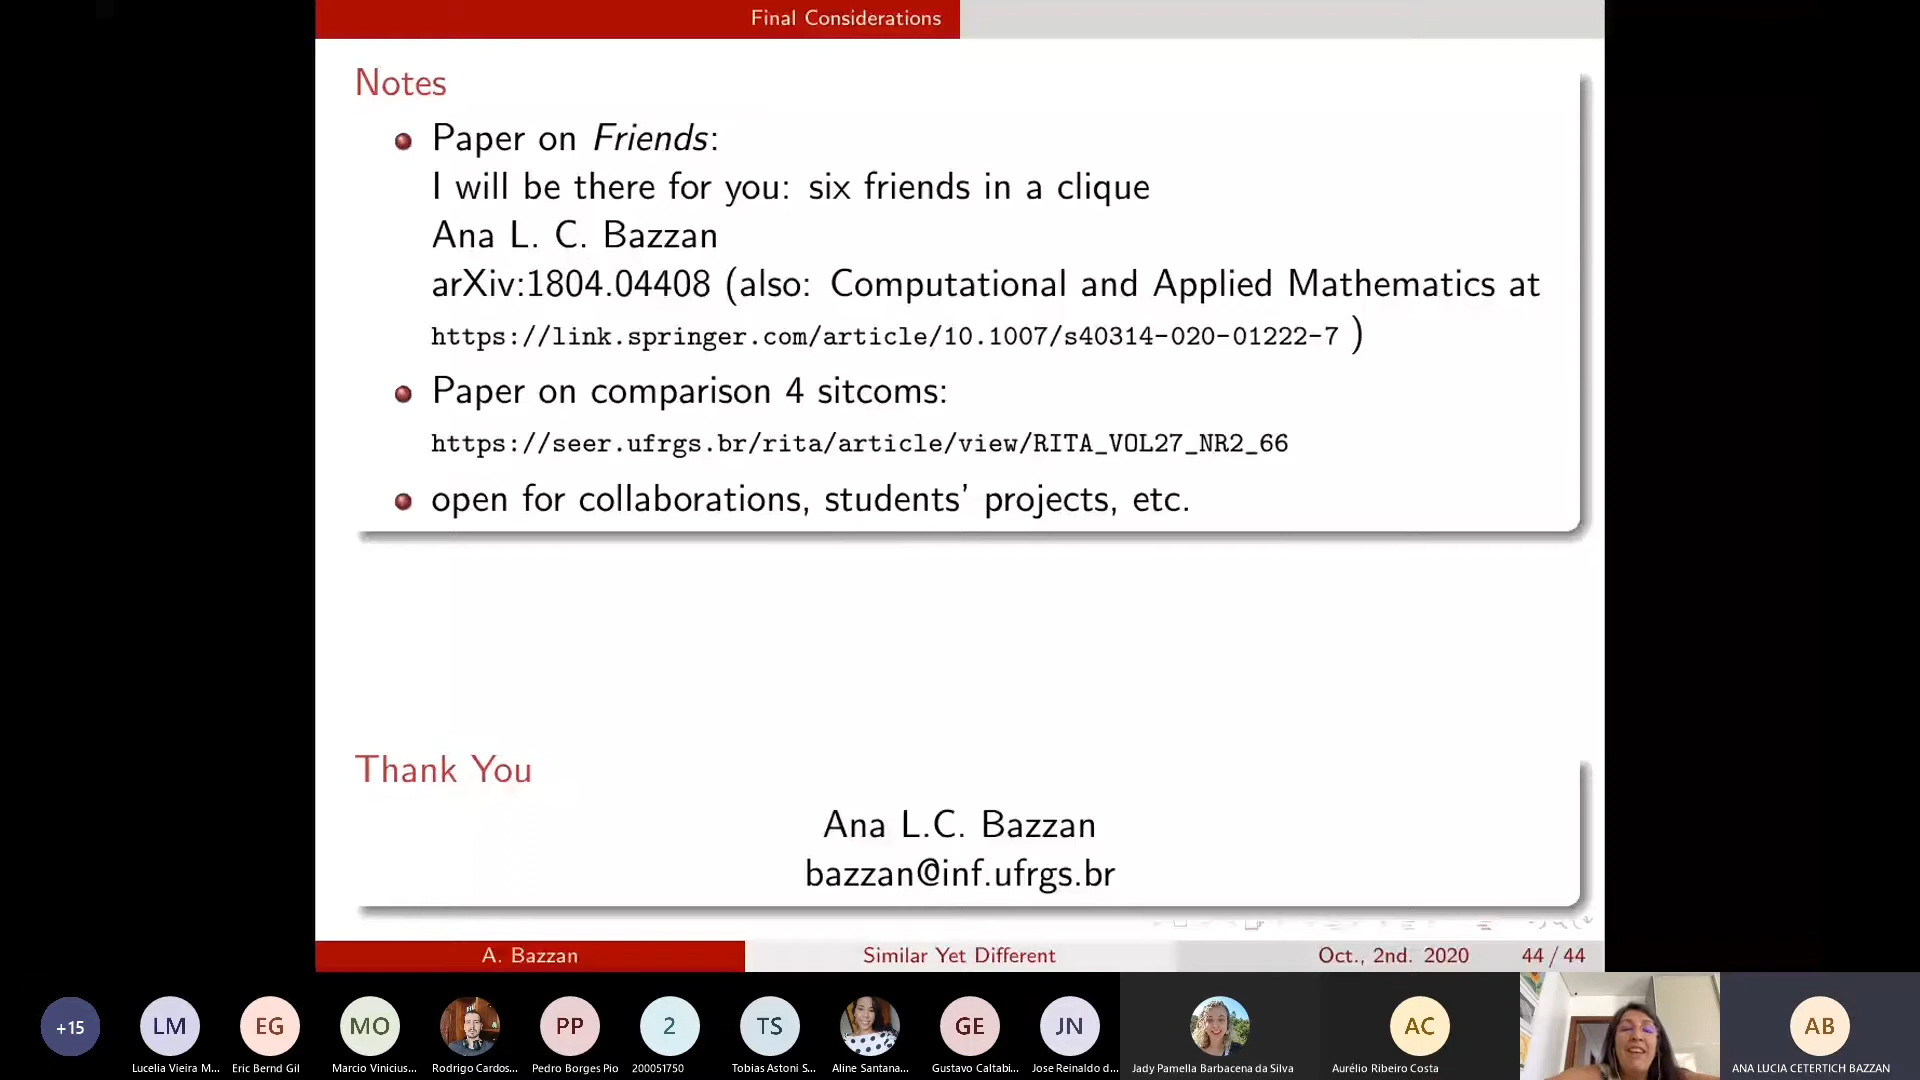 Final Considerations
Notes
Paper on Friends:
I will be there for you: six friends in a clique
Ana L. C. Bazzan
arXiv:1804.04408 (also: Computational and Applied Mathematics at
https://link.springer.com/article/10.1007/s40314-020-01222-7 )
Paper on comparison 4 sitcoms:
https://seer.ufrgs.br/rita/article/view/RITA_VOL27_NR2_66
open for collaborations, students' projects, etc.
Thank You
Ana L.C. Bazzan
bazzan@inf.ufrgs.br
A. Bazzan Similar Yet Different Oct., 2nd. 2020 44 / 44
+15 LM EG MO PP 2 TS GE JN AC AB
Lucelia Vieira M... Eric Bernd Gil Marcio Vinicius... Rodrigo Cardos... Pedro Borges Pio 200051750 Tobias Astoni S... Aline Santana... Gustavo Caltabi... Jose Reinaldo d... Jady Pamella Barbacena da Silva Aurélio Ribeiro Costa ANA LUCIA CETERTICH BAZZAN